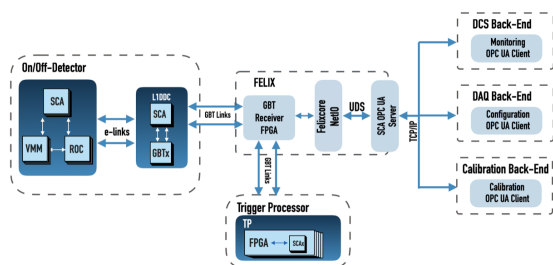 On/Off-Detector
SCA
VMM
ROC
e-links
L1DDC
SCA
GBTx
GBT Links
FELIX
GBT
Receiver
FPGA
Felixcore
NetIO
UDS
SCA OPC UA
Server
GBT Links
Trigger Processor
TP
FPGA
SCAx
TCP/IP
DCS Back-End
Monitoring
OPC UA Client
DAQ Back-End
Configuration
OPC UA Client
Calibration Back-End
Calibration
OPC UA Client